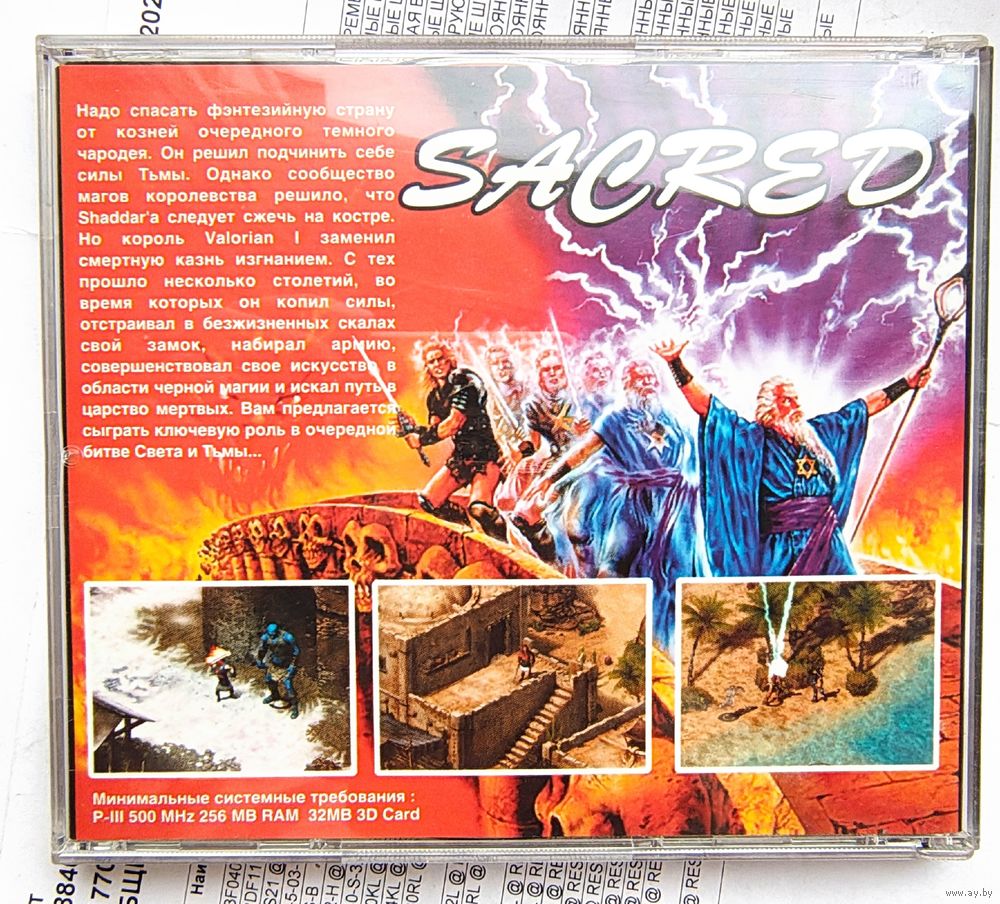 Надо спасать фэнтезийную страну
от козней очередного темного
чародея. Он решил подчинить себе
силы Тьмы. Однако сообщество
магов королевства решило, что
Shaddar'а следует сжечь на костре.
Но король Valorian I заменил
смертную казнь изгнанием. С тех
прошло несколько столетий, во
время которых он копил силы,
отстраивал в безжизненных скалах
свой замок, набирал армию,
совершенствовал свое искусство в
области черной магии и искал путь в
царство мертвых. Вам предлагается
сыграть ключевую роль в очередной
битве Света и Тьмы...
SACRED
Минимальные системные требования :
P-III 500 MHz 256 MB RAM 32MB 3D Card
www.ay.by